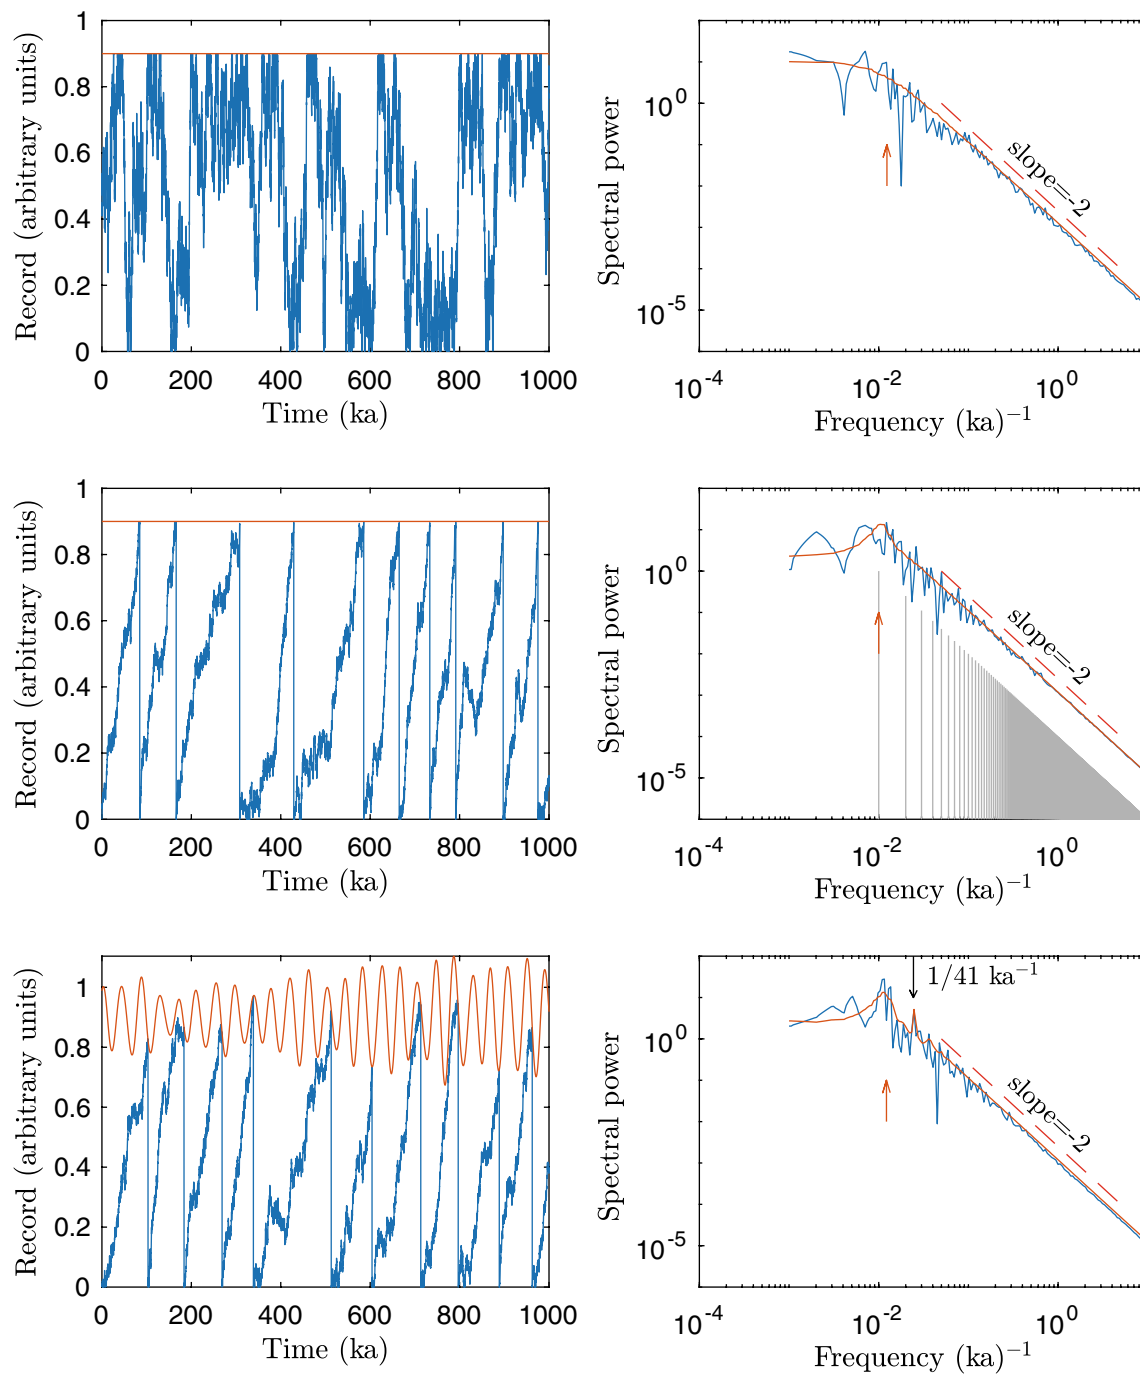 1
0.8
0.6
0.4
0.2
0
0 200 400 600 800 1000
Time (ka)
Record (arbitrary units)
10^0
10^-5
10^-4 10^-2 10^0
Frequency (ka)^−1
Spectral power
slope=-2
1
0.8
0.6
0.4
0.2
0
0 200 400 600 800 1000
Time (ka)
Record (arbitrary units)
10^0
10^-5
10^-4 10^-2 10^0
Frequency (ka)^−1
Spectral power
slope=-2
1
0.8
0.6
0.4
0.2
0
0 200 400 600 800 1000
Time (ka)
Record (arbitrary units)
1/41 ka^−1
10^0
10^-5
10^-4 10^-2 10^0
Frequency (ka)^−1
Spectral power
slope=-2